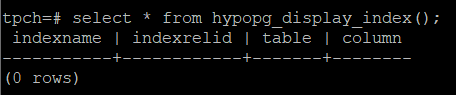 tpch=# select * from hypopg_display_index();
 indexname | indexrelid | table | column
-----------+------------+-------+--------
(0 rows)